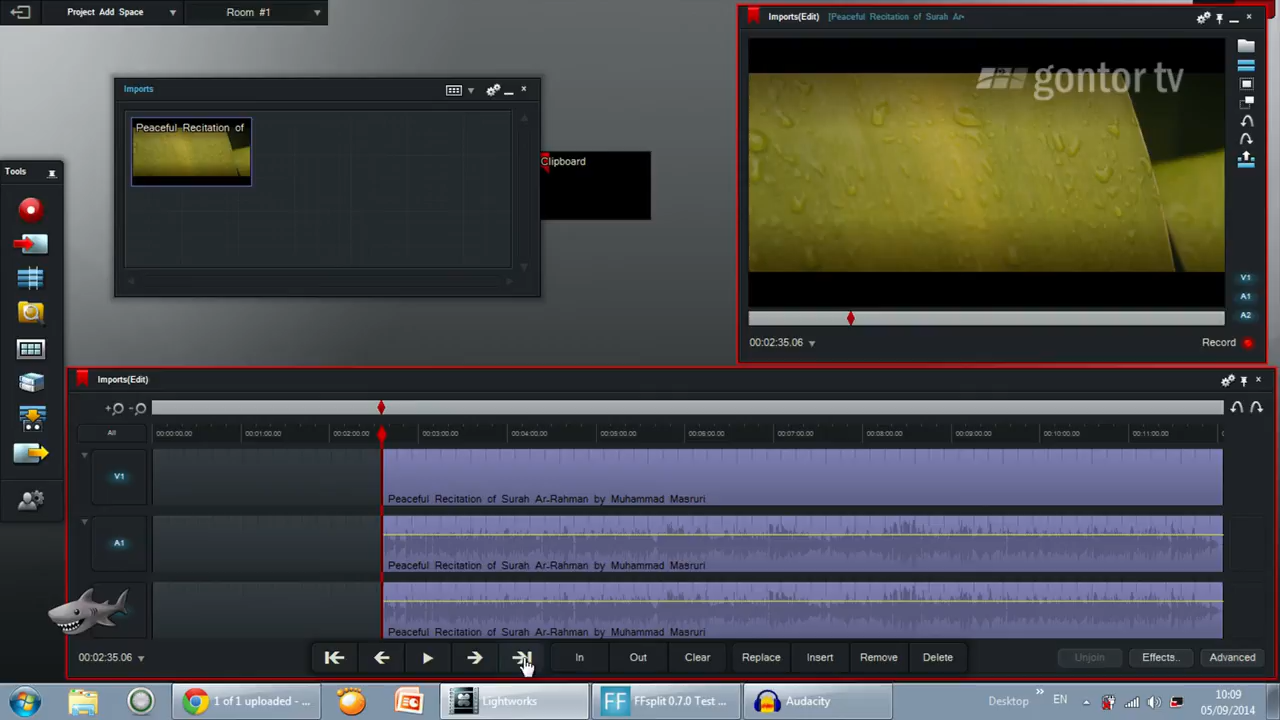 Project Add Space
Room #1
Imports(Edit)
[Peaceful Recitation of Surah Ar-
Imports
Peaceful Recitation of
Clipboard
gontor tv
Tools
V1
A1
A2
00:02:35.06
Record
Imports(Edit)
All
00:00:00.00
00:01:00.00
00:02:00.00
00:03:00.00
00:04:00.00
00:05:00.00
00:06:00.00
00:07:00.00
00:08:00.00
00:09:00.00
00:10:00.00
00:11:00.00
V1
Peaceful Recitation of Surah Ar-Rahman by Muhammad Masruri
A1
Peaceful Recitation of Surah Ar-Rahman by Muhammad Masruri
Peaceful Recitation of Surah Ar-Rahman by Muhammad Masruri
00:02:35.06
In
Out
Clear
Replace
Insert
Remove
Delete
Unjoin
Effects..
Advanced
1 of 1 uploaded - ...
Lightworks
FF
FFsplit 0.7.0 Test ...
Audacity
Desktop
EN
10:09
05/09/2014